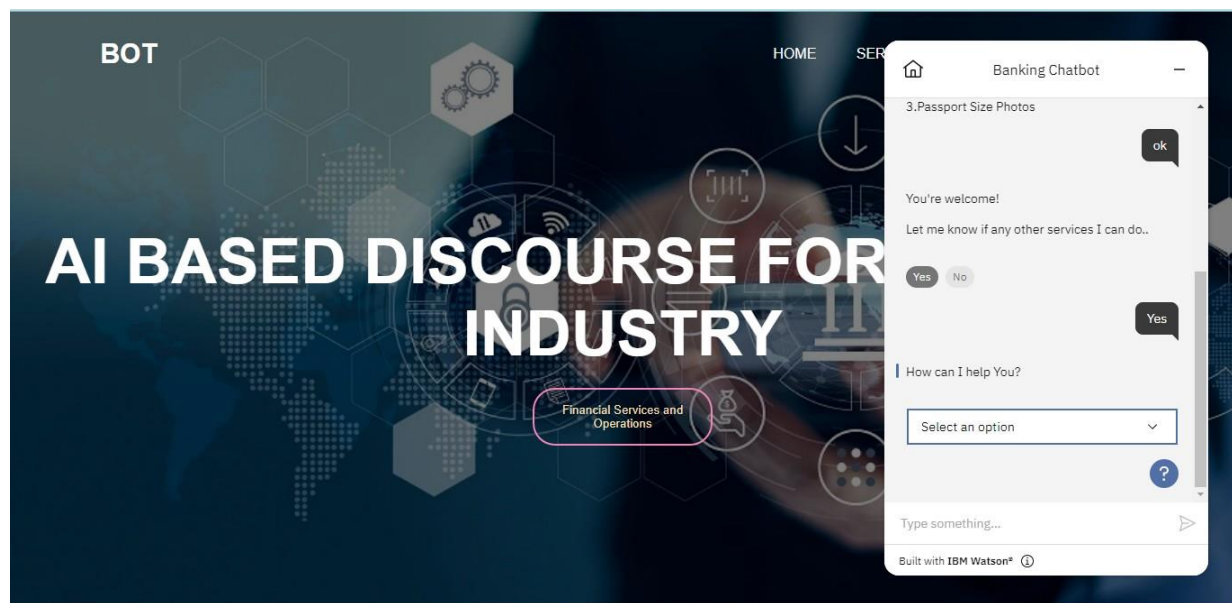 BOT
HOME SER
AI BASED DISCOURSE FOR
INDUSTRY
Financial Services and
Operations
Banking Chatbot
3.Passport Size Photos
ok
You're welcome!
Let me know if any other services I can do..
Yes No
Yes
How can I help You?
Select an option
?
Type something...
Built with IBM Watson®